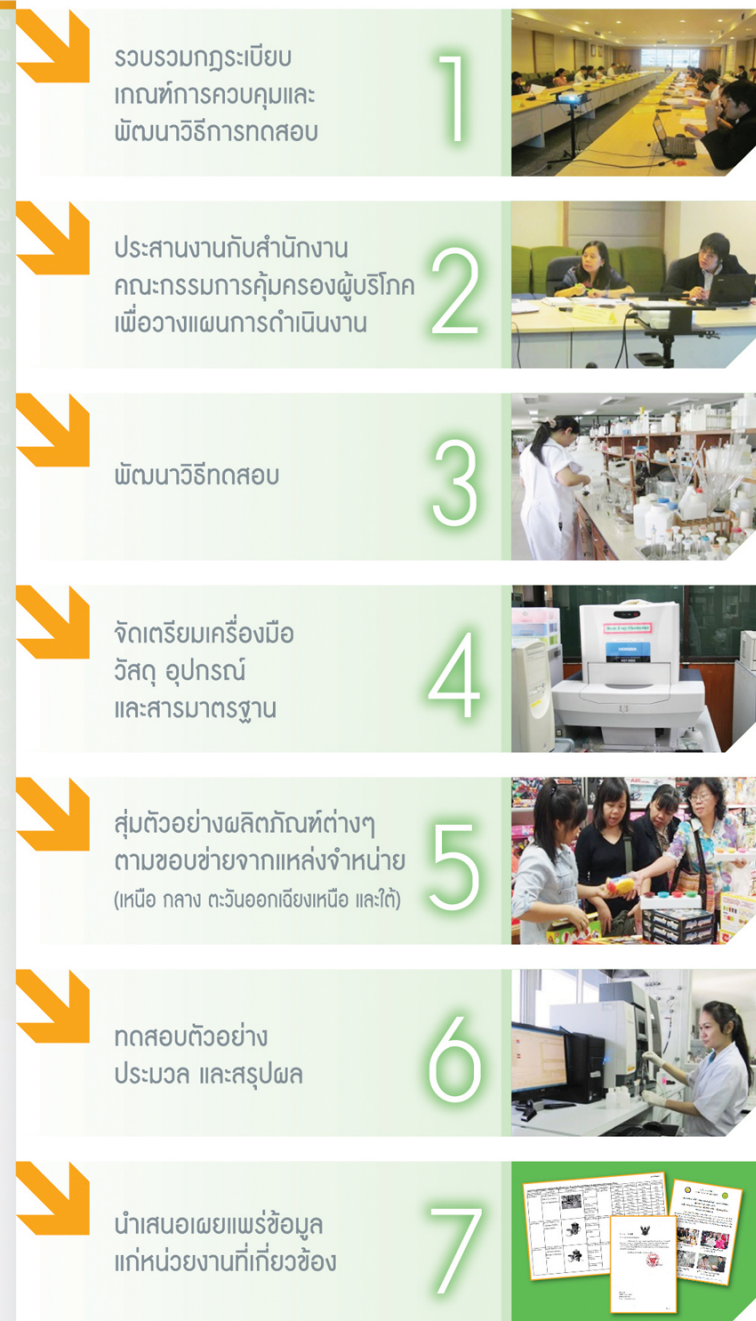 รวบรวมกฎระเบียบ
เกณฑ์การควบคุมและ
พัฒนาวิธีการทดสอบ
1
ประสานงานกับสำนักงาน
คณะกรรมการคุ้มครองผู้บริโภค
เพื่อวางแผนการดำเนินงาน
2
พัฒนาวิธีทดสอบ
3
จัดเตรียมเครื่องมือ
วัสดุ อุปกรณ์
และสารมาตรฐาน
4
สุ่มตัวอย่างผลิตภัณฑ์ต่างๆ
ตามขอบข่ายจากแหล่งจำหน่าย
(เหนือ กลาง ตะวันออกเฉียงเหนือ และใต้)
5
ทดสอบตัวอย่าง
ประมวล และสรุปผล
6
นำเสนอเผยแพร่ข้อมูล
แก่หน่วยงานที่เกี่ยวข้อง
7